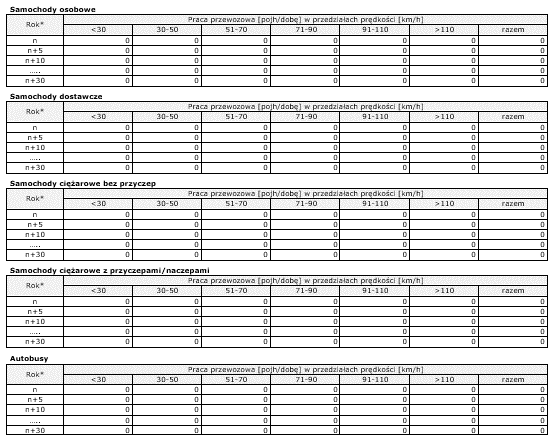 Samochody osobowe
Rok* Praca przewozowa [pojh/dobę] w przedziałach prędkości [km/h]
<30 30-50 51-70 71-90 91-110 >110 razem
n 0 0 0 0 0 0 0
n+5 0 0 0 0 0 0 0
n+10 0 0 0 0 0 0 0
..... 0 0 0 0 0 0 0
n+30 0 0 0 0 0 0 0
Samochody dostawcze
Rok* Praca przewozowa [pojh/dobę] w przedziałach prędkości [km/h]
<30 30-50 51-70 71-90 91-110 >110 razem
n 0 0 0 0 0 0 0
n+5 0 0 0 0 0 0 0
n+10 0 0 0 0 0 0 0
..... 0 0 0 0 0 0 0
n+30 0 0 0 0 0 0 0
Samochody ciężarowe bez przyczep
Rok* Praca przewozowa [pojh/dobę] w przedziałach prędkości [km/h]
<30 30-50 51-70 71-90 91-110 >110 razem
n 0 0 0 0 0 0 0
n+5 0 0 0 0 0 0 0
n+10 0 0 0 0 0 0 0
..... 0 0 0 0 0 0 0
n+30 0 0 0 0 0 0 0
Samochody ciężarowe z przyczepami/naczepami
Rok* Praca przewozowa [pojh/dobę] w przedziałach prędkości [km/h]
<30 30-50 51-70 71-90 91-110 >110 razem
n 0 0 0 0 0 0 0
n+5 0 0 0 0 0 0 0
n+10 0 0 0 0 0 0 0
..... 0 0 0 0 0 0 0
n+30 0 0 0 0 0 0 0
Autobusy
Rok* Praca przewozowa [pojh/dobę] w przedziałach prędkości [km/h]
<30 30-50 51-70 71-90 91-110 >110 razem
n 0 0 0 0 0 0 0
n+5 0 0 0 0 0 0 0
n+10 0 0 0 0 0 0 0
..... 0 0 0 0 0 0 0
n+30 0 0 0 0 0 0 0